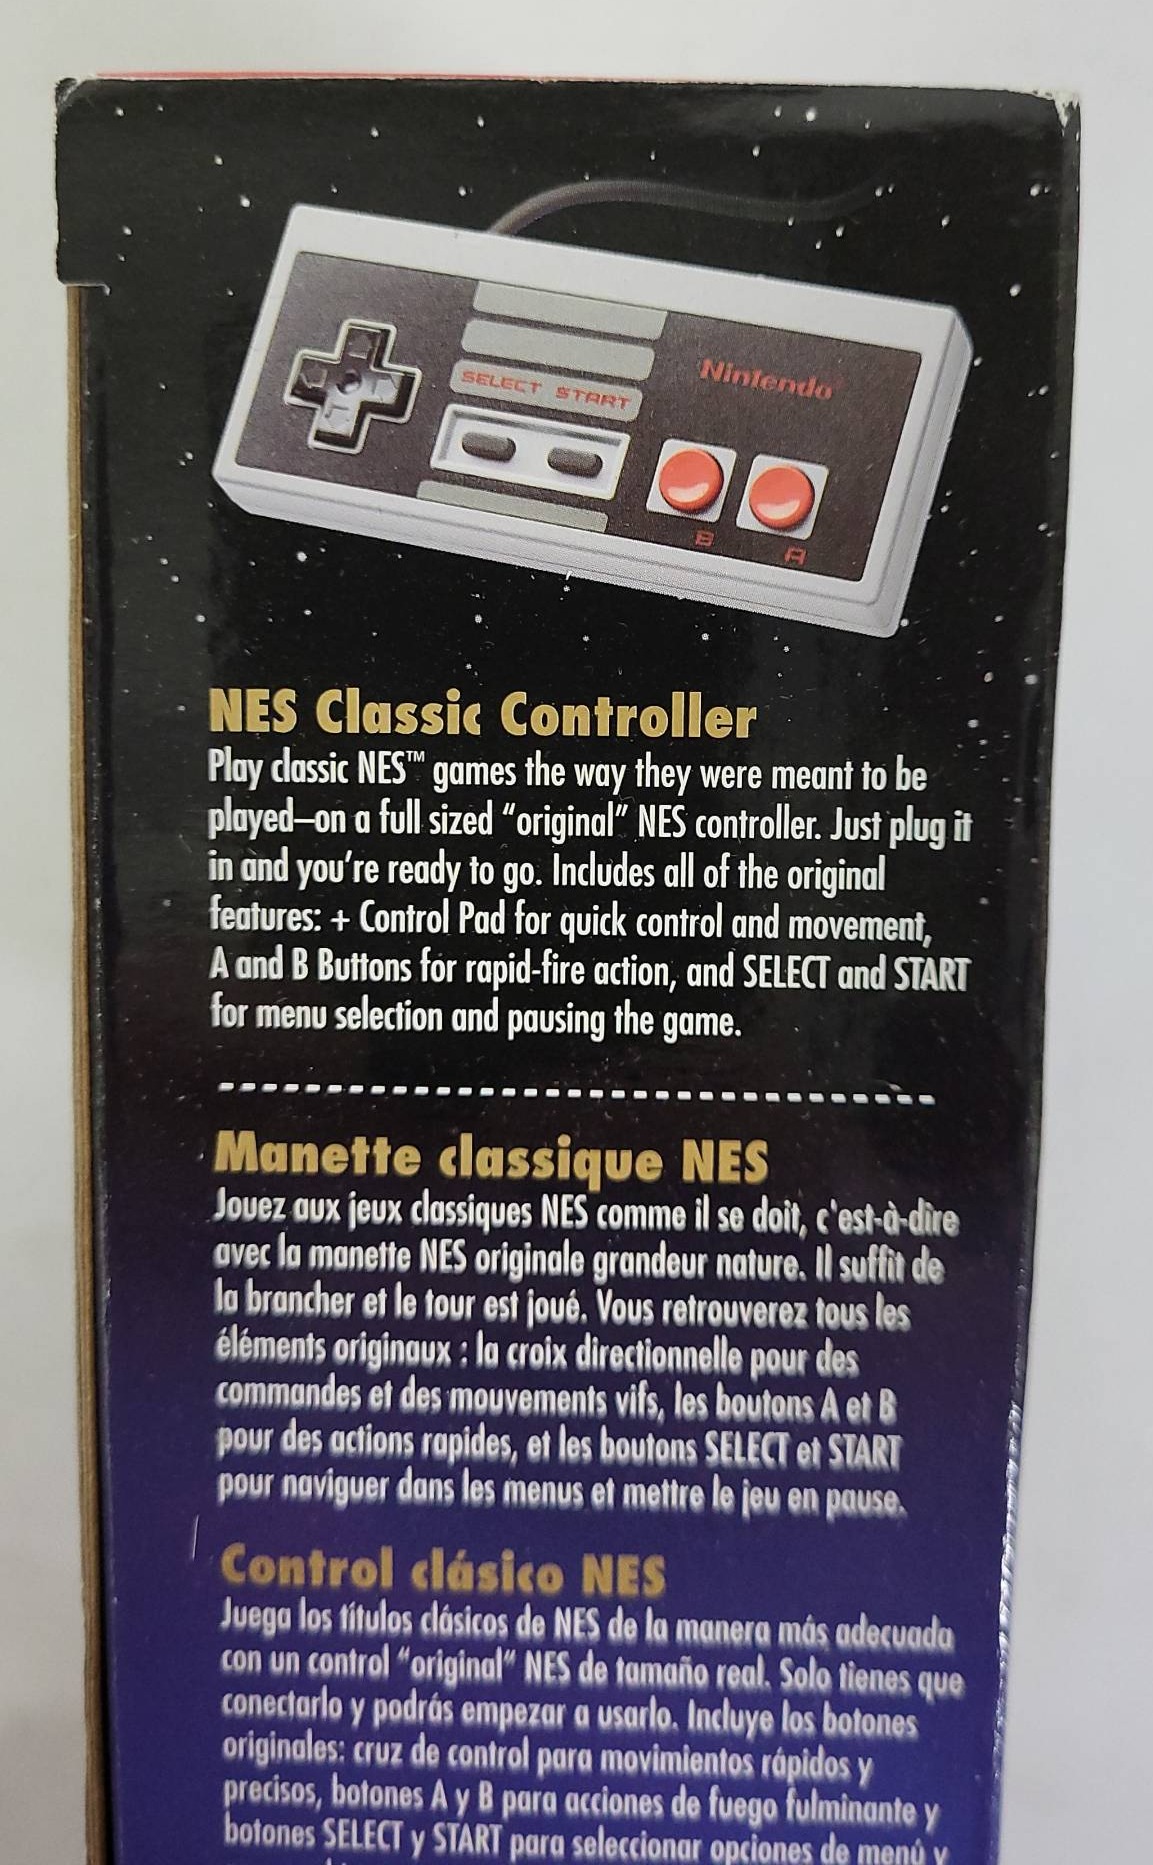 Nintendo
SELECT START
B A
NES Classic Controller
Play classic NES™ games the way they were meant to be
played–on a full sized "original" NES controller. Just plug it
in and you're ready to go. Includes all of the original
features: + Control Pad for quick control and movement,
A and B Buttons for rapid-fire action, and SELECT and START
for menu selection and pausing the game.
Manette classique NES
Jouez aux jeux classiques NES comme il se doit, c'est-à-dire
avec la manette NES originale grandeur nature. Il suffit de
la brancher et le tour est joué. Vous retrouverez tous les
éléments originaux : la croix directionnelle pour des
commandes et des mouvements vifs, les boutons A et B
pour des actions rapides, et les boutons SELECT et START
pour naviguer dans les menus et mettre le jeu en pause.
Control clásico NES
Juega los títulos clásicos de NES de la manera más adecuada
con un control "original" NES de tamaño real. Solo tienes que
conectarlo y podrás empezar a usarlo. Incluye los botones
originales: cruz de control para movimientos rápidos y
precisos, botones A y B para acciones de fuego fulminante y
botones SELECT y START para seleccionar opciones de menú y